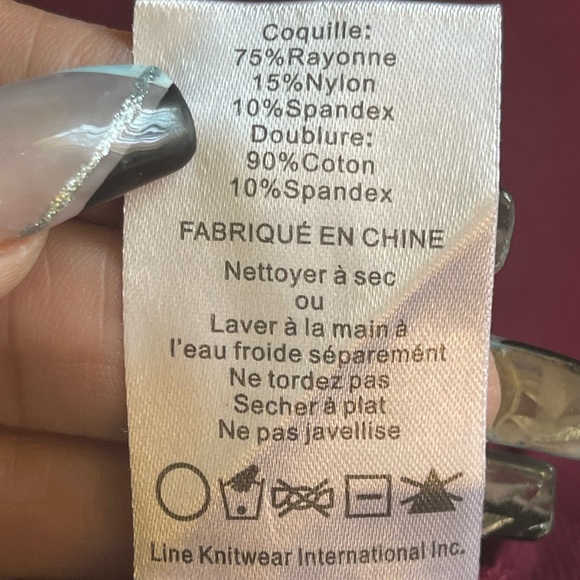 Coquille:
75%Rayonne
15%Nylon
10%Spandex
Doublure:
90%Coton
10%Spandex
FABRIQUÉ EN CHINE
Nettoyer à sec
ou
Laver à la main à
l'eau froide séparemént
Ne tordez pas
Secher à plat
Ne pas javellise
Line Knitwear International Inc.